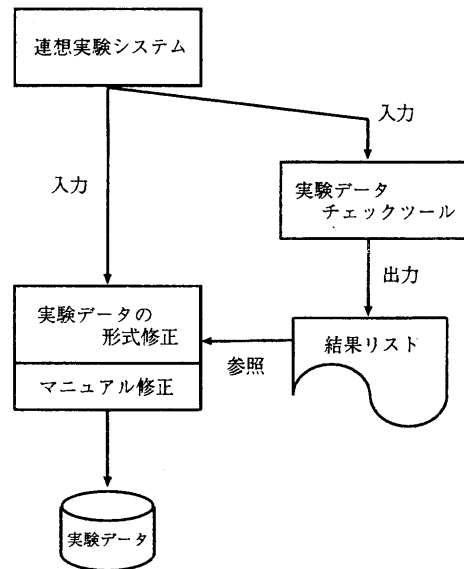 連想実験システム
入力
入力
実験データ
チェックツール
出力
実験データの
形式修正
マニュアル修正
参照
結果リスト
実験データ